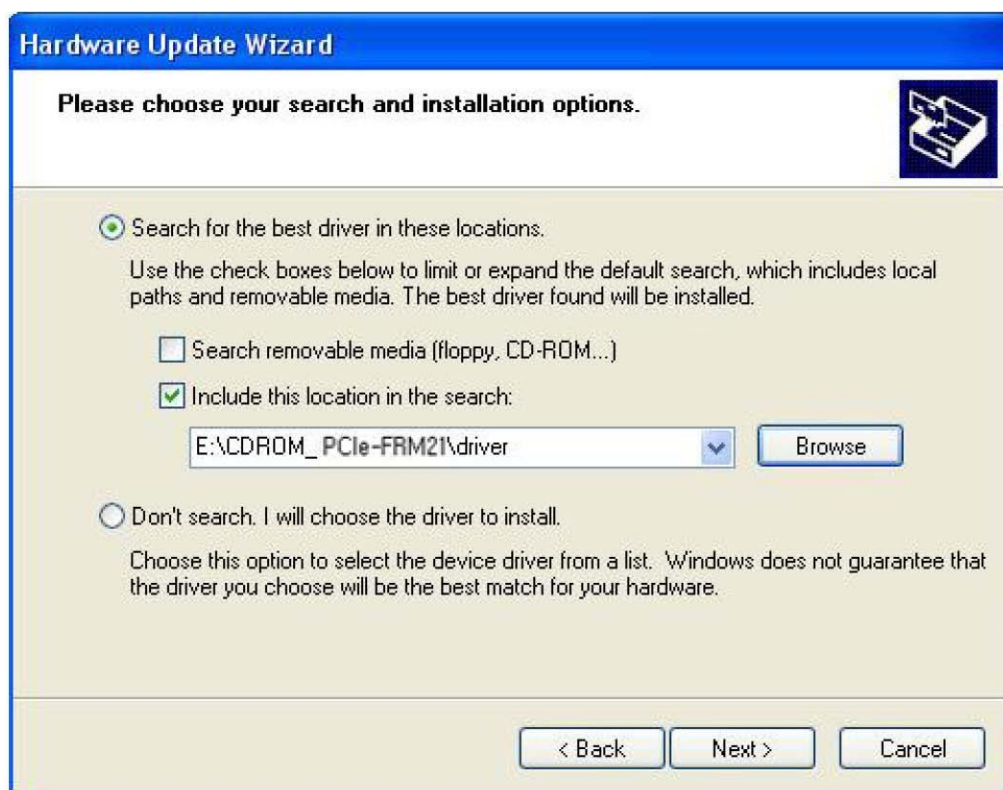 Hardware Update Wizard
Please choose your search and installation options.
Search for the best driver in these locations.
Use the check boxes below to limit or expand the default search, which includes local
paths and removable media. The best driver found will be installed.
Search removable media (floppy, CD-ROM...)
Include this location in the search:
E:\CDROM_ PCIe-FRM21\driver
Browse
Don't search. I will choose the driver to install.
Choose this option to select the device driver from a list. Windows does not guarantee that
the driver you choose will be the best match for your hardware.
< Back Next > Cancel